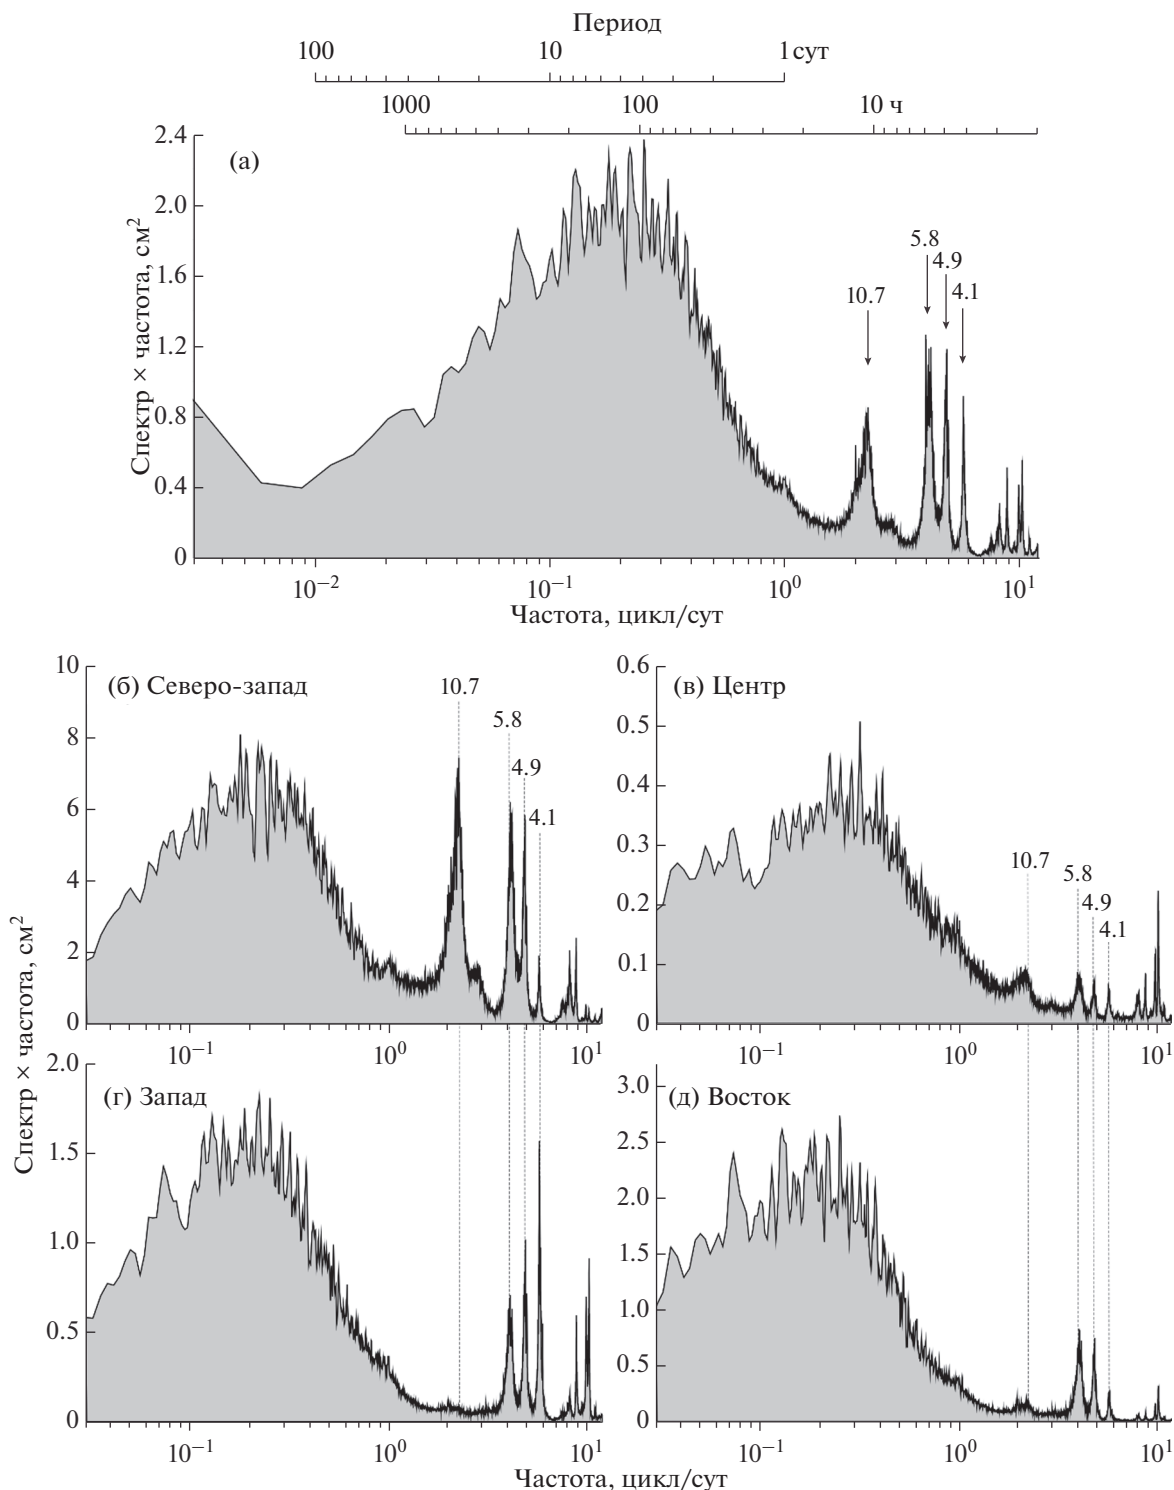 Период
100 10 1 сут
1000 100 10 ч
(а)
Спектр × частота, см²
2.4
2.0
1.6
1.2
0.8
0.4
0
5.8
4.9
10.7 4.1
10⁻² 10⁻¹ 10⁰ 10¹
Частота, цикл/сут
Спектр × частота, см²
(б) Северо-запад
10
8
6
4
2
0
10.7
5.8
4.9
4.1
10⁻¹ 10⁰ 10¹
(в) Центр
0.6
0.5
0.4
0.3
0.2
0.1
0
10.7
5.8
4.9
4.1
10⁻¹ 10⁰ 10¹
(г) Запад
2.0
1.5
1.0
0.5
0
10⁻¹ 10⁰ 10¹
(д) Восток
3.0
2.5
2.0
1.5
1.0
0.5
0
10⁻¹ 10⁰ 10¹
Частота, цикл/сут